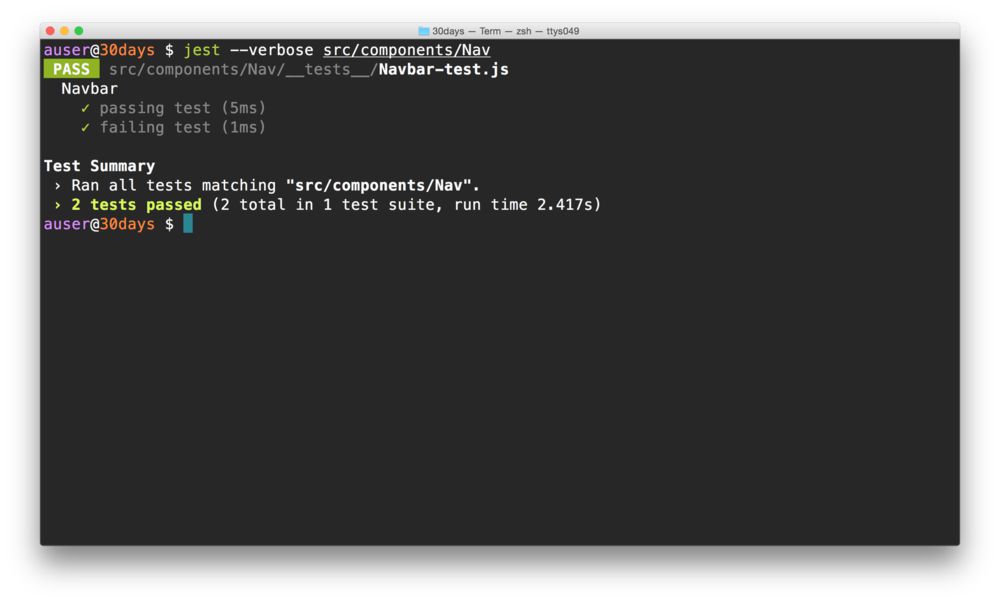 30days — Term — zsh — ttys049
auser@30days $ jest --verbose src/components/Nav
PASS src/components/Nav/__tests__/Navbar-test.js
Navbar
✓ passing test (5ms)
✓ failing test (1ms)
Test Summary
› Ran all tests matching "src/components/Nav".
› 2 tests passed (2 total in 1 test suite, run time 2.417s)
auser@30days $